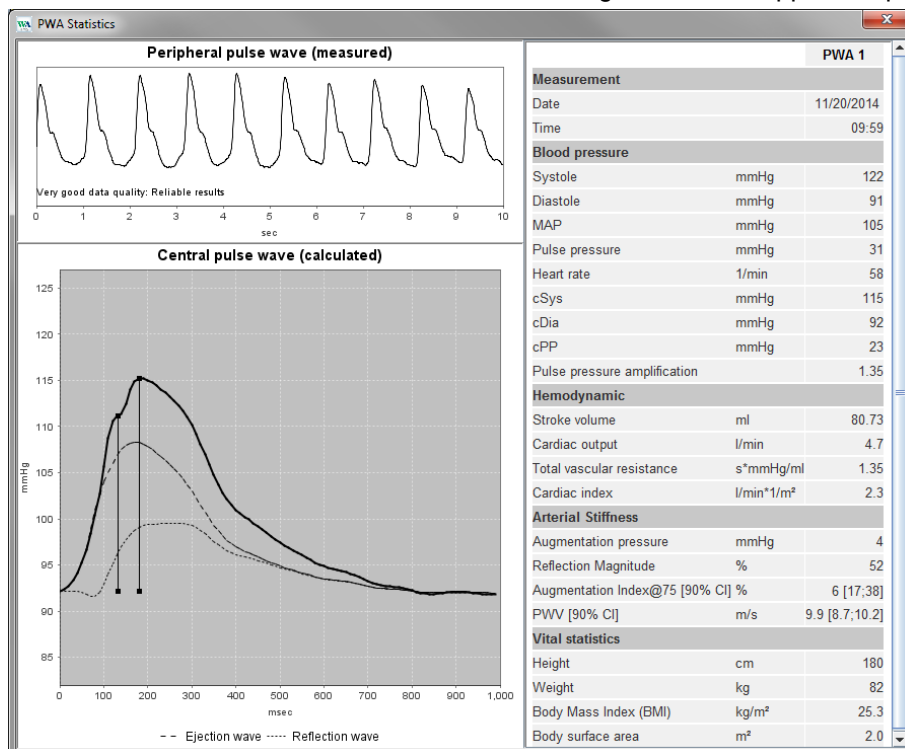 WA PWA Statistics
Peripheral pulse wave (measured)
Very good data quality: Reliable results
0 1 2 3 4 5 6 7 8 9 10
sec
Central pulse wave (calculated)
125
120
115
110
105
100
95
90
85
mmHg
0 100 200 300 400 500 600 700 800 900 1,000
msec
Ejection wave Reflection wave
PWA 1
Measurement
Date 11/20/2014
Time 09:59
Blood pressure
Systole mmHg 122
Diastole mmHg 91
MAP mmHg 105
Pulse pressure mmHg 31
Heart rate 1/min 58
cSys mmHg 115
cDia mmHg 92
cPP mmHg 23
Pulse pressure amplification 1.35
Hemodynamic
Stroke volume ml 80.73
Cardiac output l/min 4.7
Total vascular resistance s*mmHg/ml 1.35
Cardiac index l/min*1/m² 2.3
Arterial Stiffness
Augmentation pressure mmHg 4
Reflection Magnitude % 52
Augmentation Index@75 [90% CI] % 6 [17;38]
PWV [90% CI] m/s 9.9 [8.7;10.2]
Vital statistics
Height cm 180
Weight kg 82
Body Mass Index (BMI) kg/m² 25.3
Body surface area m² 2.0